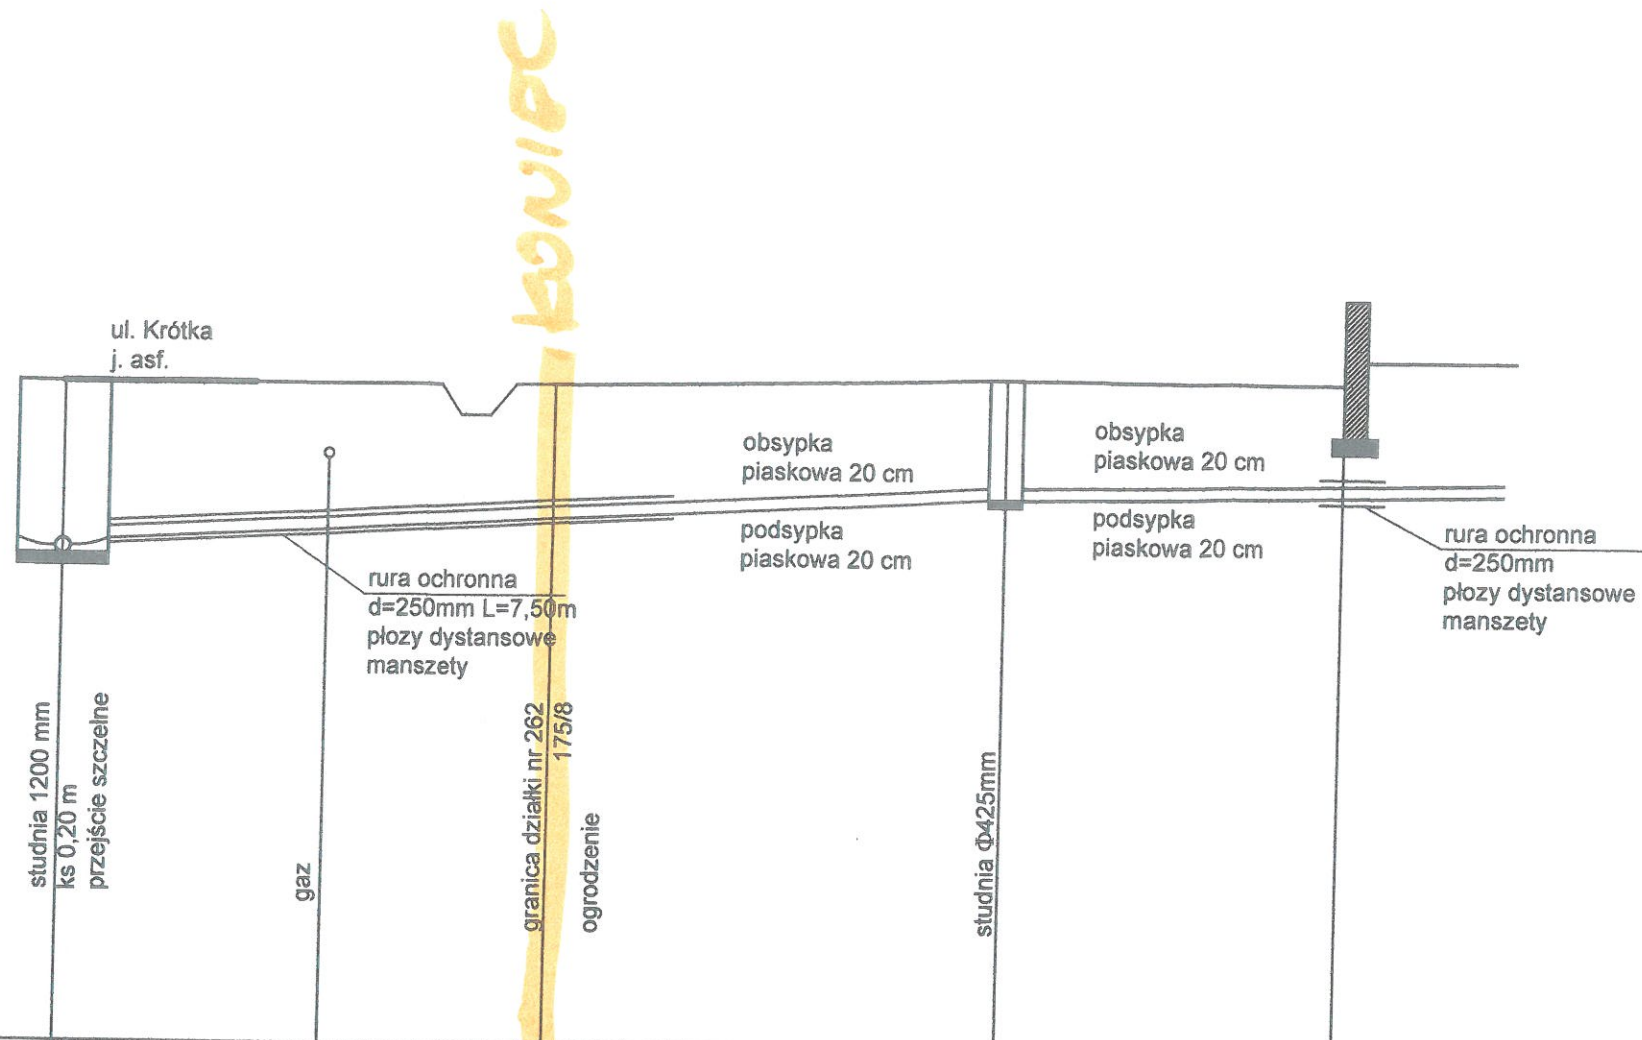 KONIEC
ul. Krótka
j. asf.
obsypka
piaskowa 20 cm
obsypka
piaskowa 20 cm
podsypka
piaskowa 20 cm
podsypka
piaskowa 20 cm
rura ochronna
d=250mm L=7,50m
płozy dystansowe
manszety
rura ochronna
d=250mm
płozy dystansowe
manszety
studnia 1200 mm
ks 0,20 m
przejście szczelne
gaz
granica działki nr 262
175/8
ogrodzenie
studnia Φ425mm